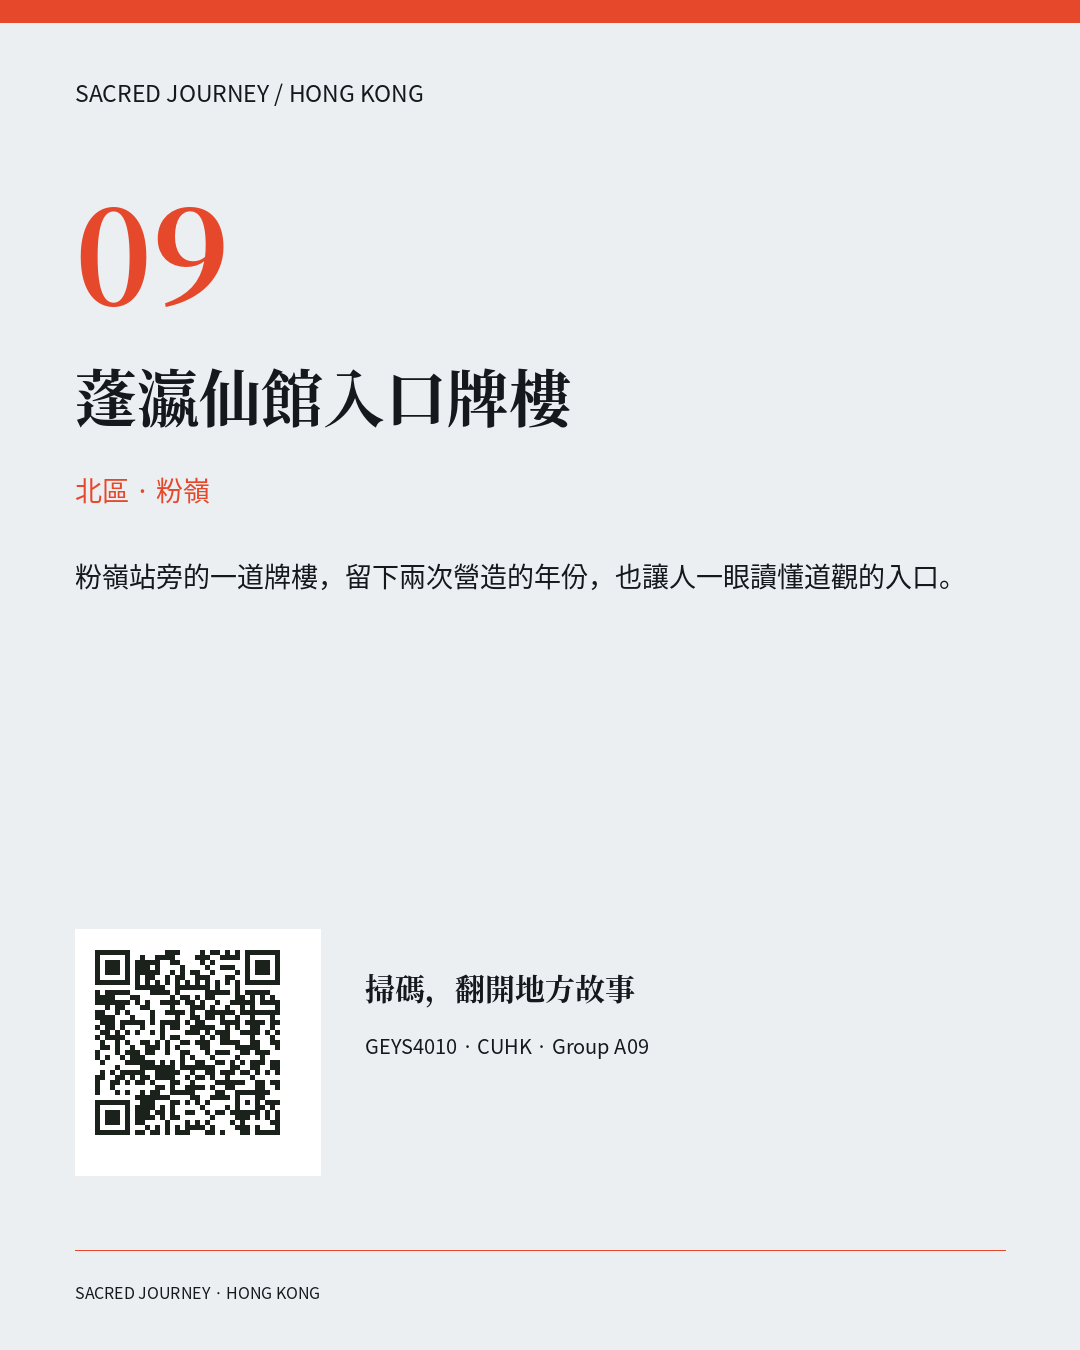 SACRED JOURNEY / HONG KONG
09
蓬瀛仙館入口牌樓
北區 · 粉嶺
粉嶺站旁的一道牌樓，留下兩次營造的年份，也讓人一眼讀懂道觀的入口。
掃碼，翻開地方故事
GEYS4010 · CUHK · Group A09
SACRED JOURNEY · HONG KONG